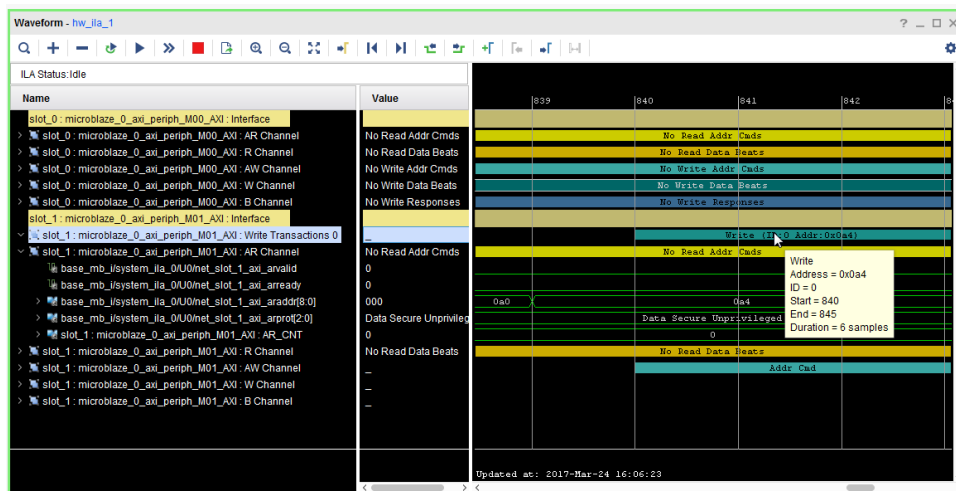 Waveform - hw_ila_1
ILA Status:Idle
Name Value
839 840 841 842 84
slot_0 : microblaze_0_axi_periph_M00_AXI : Interface
slot_0 : microblaze_0_axi_periph_M00_AXI : AR Channel No Read Addr Cmds No Read Addr Cmds
slot_0 : microblaze_0_axi_periph_M00_AXI : R Channel No Read Data Beats No Read Data Beats
slot_0 : microblaze_0_axi_periph_M00_AXI : AW Channel No Write Addr Cmds No Write Addr Cmds
slot_0 : microblaze_0_axi_periph_M00_AXI : W Channel No Write Data Beats No Write Data Beats
slot_0 : microblaze_0_axi_periph_M00_AXI : B Channel No Write Responses No Write Responses
slot_1 : microblaze_0_axi_periph_M01_AXI : Interface
slot_1 : microblaze_0_axi_periph_M01_AXI : Write Transactions 0 _ Write (ID:0 Addr:0x0a4)
slot_1 : microblaze_0_axi_periph_M01_AXI : AR Channel No Read Addr Cmds No Read Addr Cmds
base_mb_i/system_ila_0/U0/net_slot_1_axi_arvalid 0
base_mb_i/system_ila_0/U0/net_slot_1_axi_arready 0
base_mb_i/system_ila_0/U0/net_slot_1_axi_araddr[8:0] 000 0a0 0a4
base_mb_i/system_ila_0/U0/net_slot_1_axi_arprot[2:0] Data Secure Unprivileg Data Secure Unprivileged
slot_1 : microblaze_0_axi_periph_M01_AXI : AR_CNT 0 0
slot_1 : microblaze_0_axi_periph_M01_AXI : R Channel No Read Data Beats No Read Data Beats
slot_1 : microblaze_0_axi_periph_M01_AXI : AW Channel _ Addr Cmd
slot_1 : microblaze_0_axi_periph_M01_AXI : W Channel _
slot_1 : microblaze_0_axi_periph_M01_AXI : B Channel _
Write
Address = 0x0a4
ID = 0
Start = 840
End = 845
Duration = 6 samples
Updated at: 2017-Mar-24 16:06:23